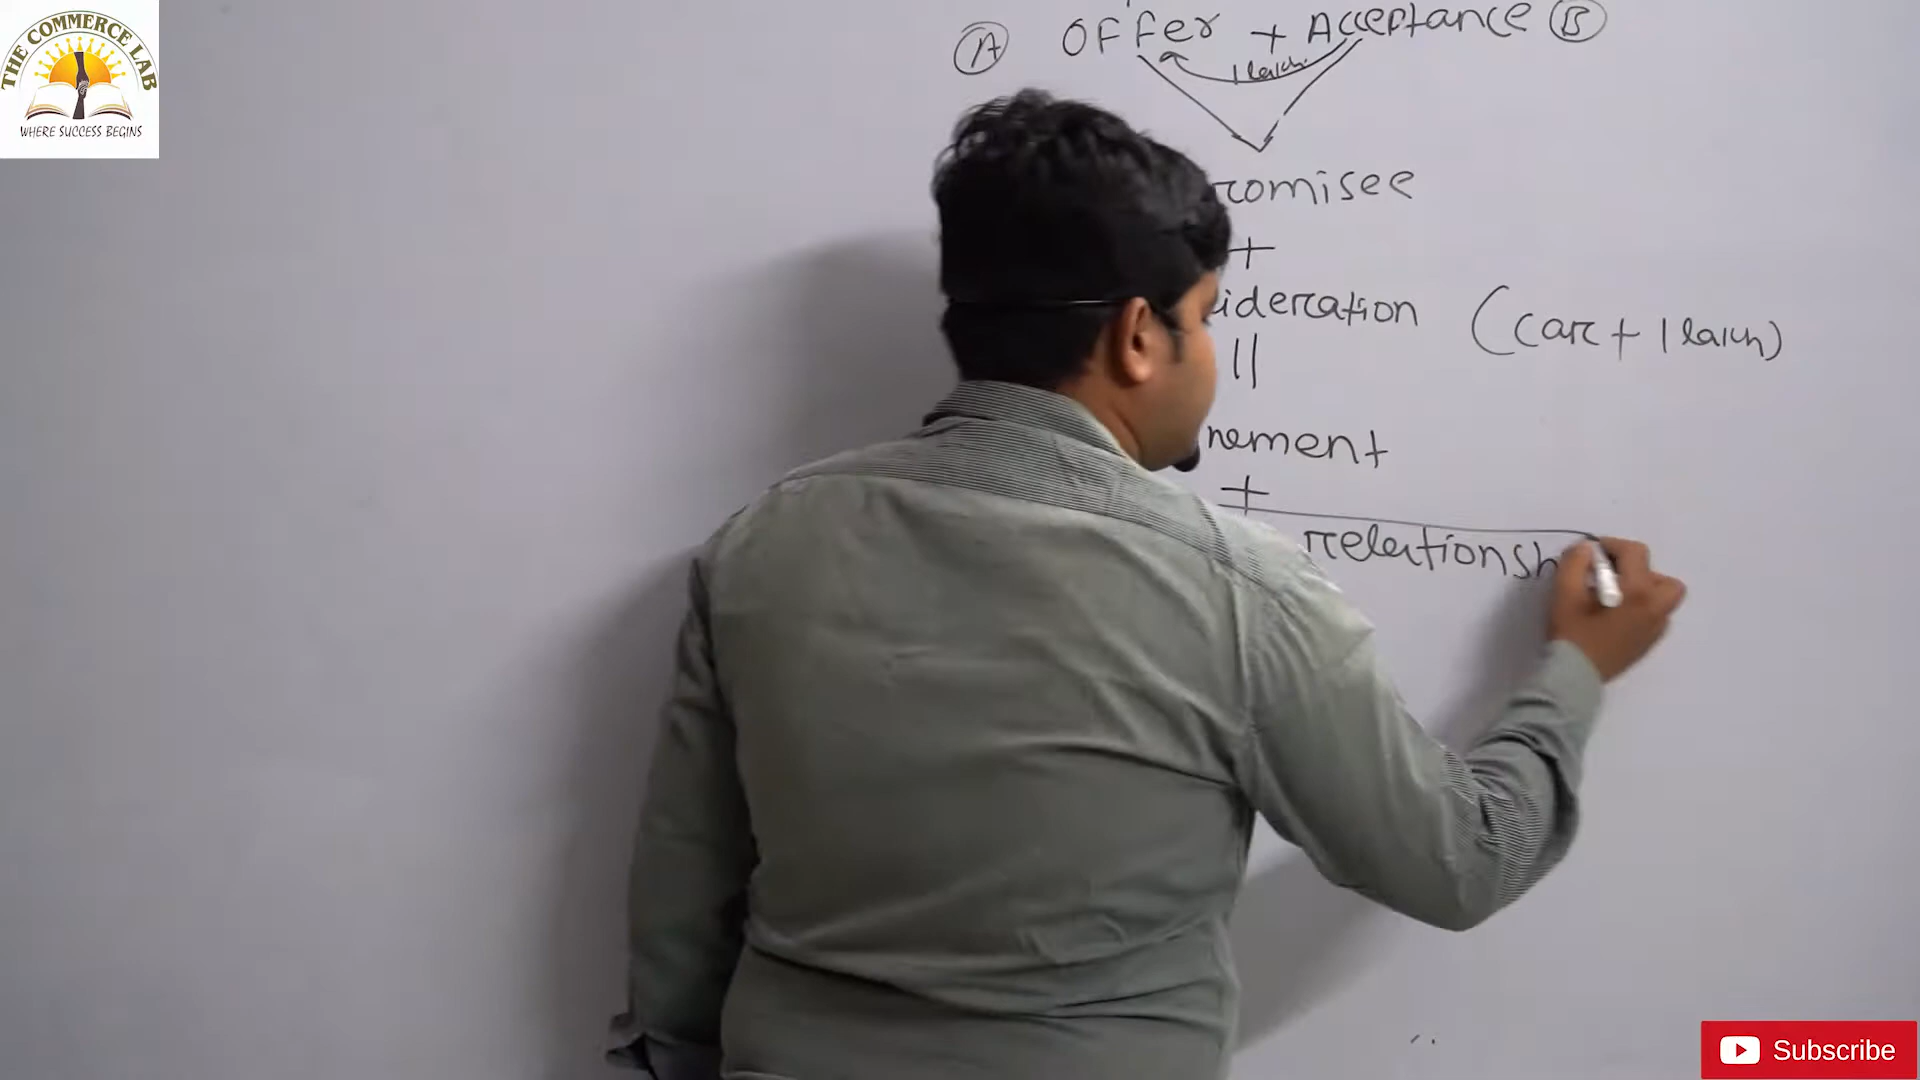 THE COMMERCE LAB
WHERE SUCCESS BEGINS
A Offer + Acceptance B
1 lakh
romisee
+
ideration (car + 1 lakh)
||
nement
+
relationsh
Subscribe